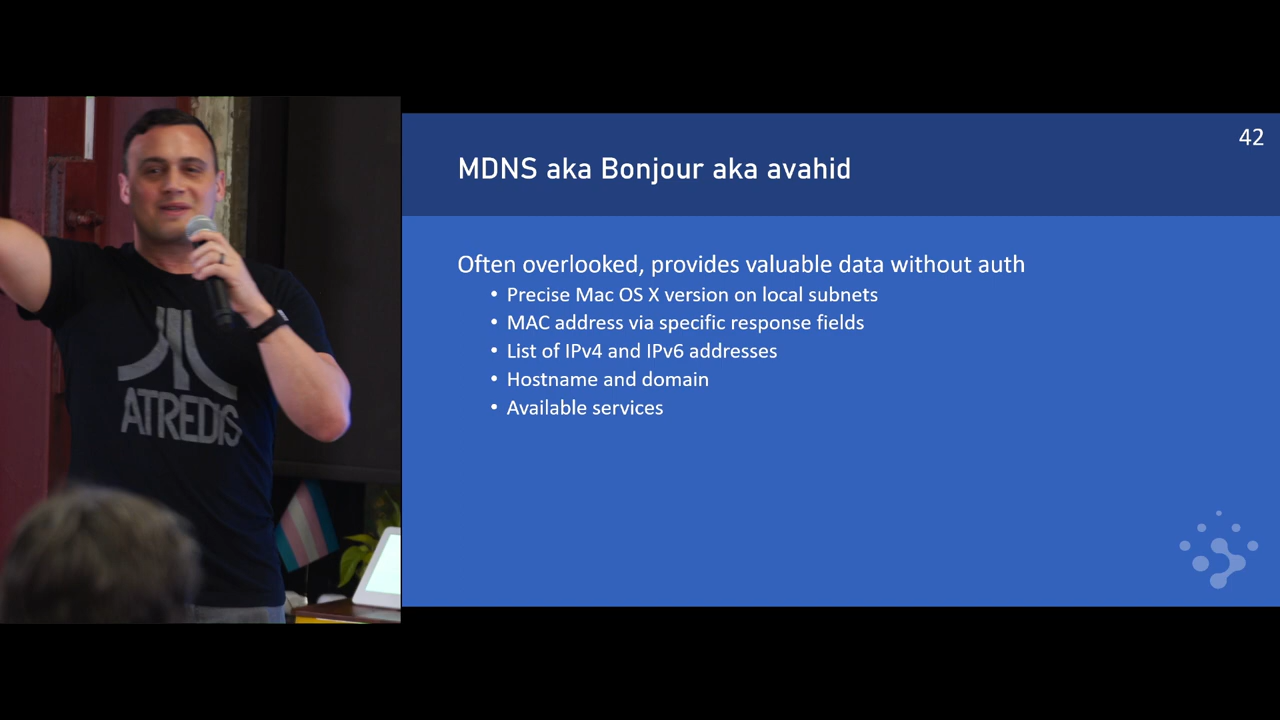 42
MDNS aka Bonjour aka avahid
Often overlooked, provides valuable data without auth
• Precise Mac OS X version on local subnets
• MAC address via specific response fields
• List of IPv4 and IPv6 addresses
• Hostname and domain
• Available services
ATREDIS